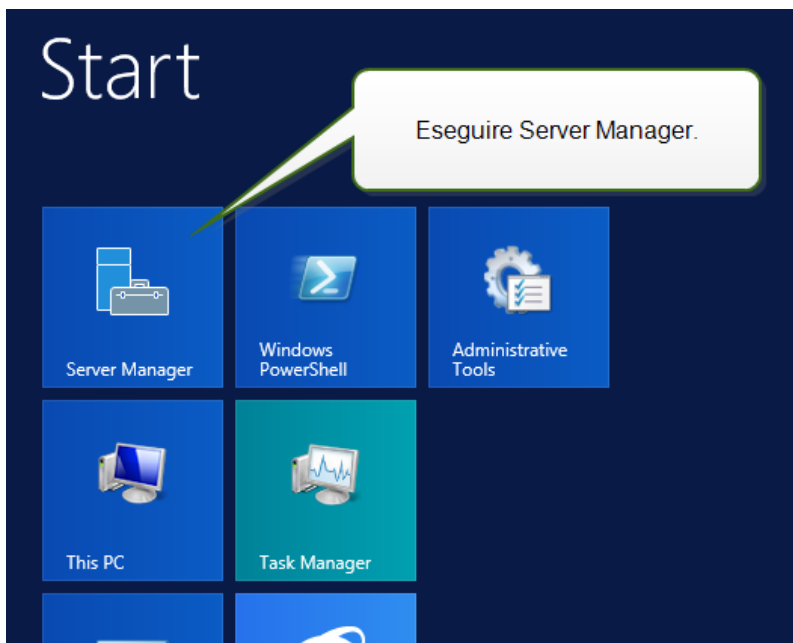 Start
Eseguire Server Manager.
Server Manager
Windows
PowerShell
Administrative
Tools
This PC
Task Manager